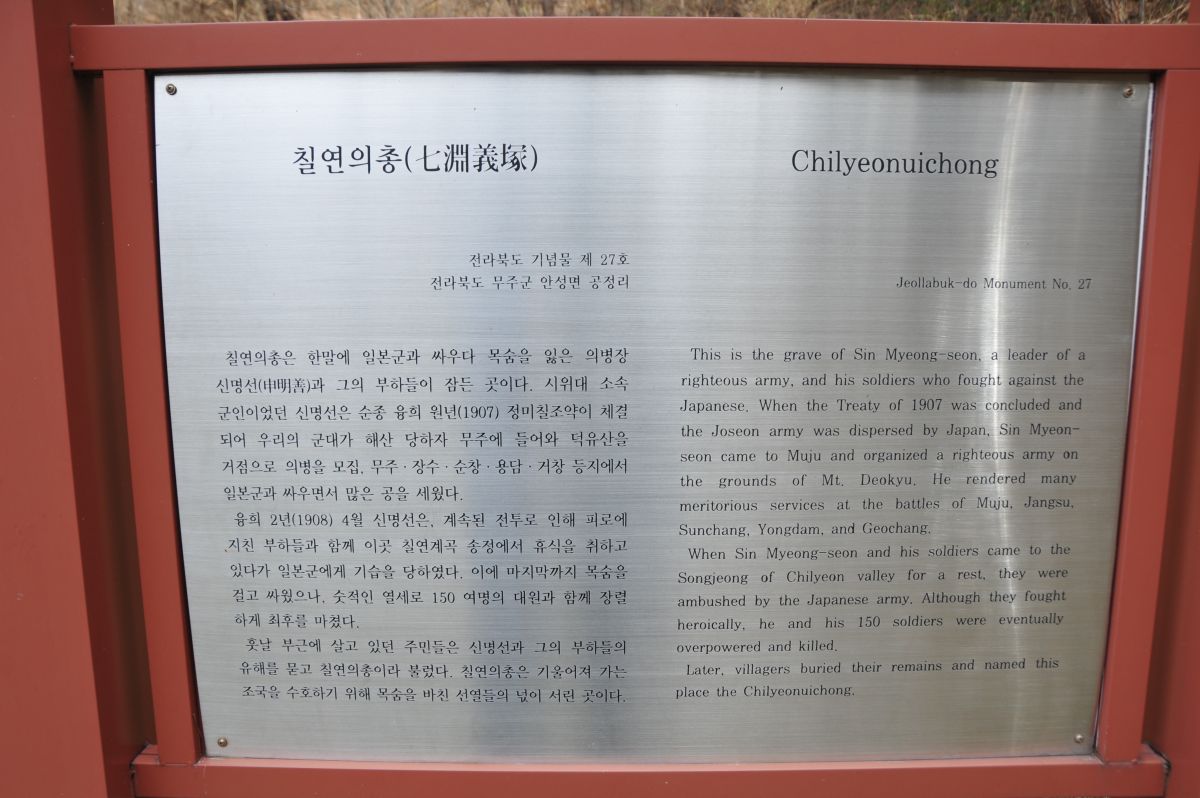 칠연의총(七淵義塚)
전라북도 기념물 제 27호
전라북도 무주군 안성면 공정리
칠연의총은 한말에 일본군과 싸우다 목숨을 잃은 의병장
신명선(申明善)과 그의 부하들이 잠든 곳이다. 시위대 소속
군인이었던 신명선은 순종 융희 원년(1907) 정미칠조약이 체결
되어 우리의 군대가 해산 당하자 무주에 들어와 덕유산을
거점으로 의병을 모집, 무주·장수·순창·용담·거창 등지에서
일본군과 싸우면서 많은 공을 세웠다.
융희 2년(1908) 4월 신명선은, 계속된 전투로 인해 피로에
지친 부하들과 함께 이곳 칠연계곡 송정에서 휴식을 취하고
있다가 일본군에게 기습을 당하였다. 이에 마지막까지 목숨을
걸고 싸웠으나, 숫적인 열세로 150 여명의 대원과 함께 장렬
하게 최후를 마쳤다.
훗날 부근에 살고 있던 주민들은 신명선과 그의 부하들의
유해를 묻고 칠연의총이라 불렀다. 칠연의총은 기울어져 가는
조국을 수호하기 위해 목숨을 바친 선열들의 넋이 서린 곳이다.
Chilyeonuichong
Jeollabuk-do Monument No. 27
This is the grave of Sin Myeong-seon, a leader of a
righteous army, and his soldiers who fought against the
Japanese. When the Treaty of 1907 was concluded and
the Joseon army was dispersed by Japan, Sin Myeon-
seon came to Muju and organized a righteous army on
the grounds of Mt. Deokyu. He rendered many
meritorious services at the battles of Muju, Jangsu,
Sunchang, Yongdam, and Geochang.
When Sin Myeong-seon and his soldiers came to the
Songjeong of Chilyeon valley for a rest, they were
ambushed by the Japanese army. Although they fought
heroically, he and his 150 soldiers were eventually
overpowered and killed.
Later, villagers buried their remains and named this
place the Chilyeonuichong.